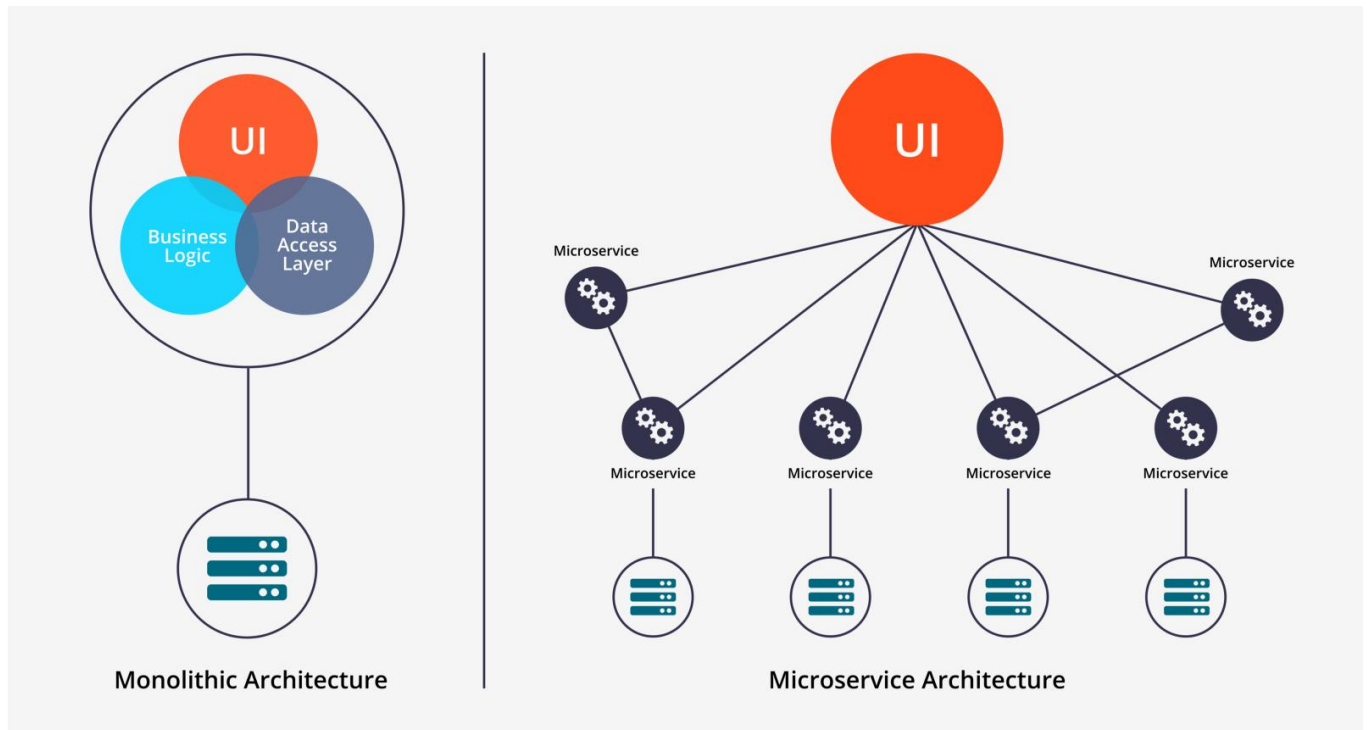 UI
Business
Logic
Data
Access
Layer
Monolithic Architecture
UI
Microservice
Microservice
Microservice
Microservice
Microservice
Microservice
Microservice Architecture